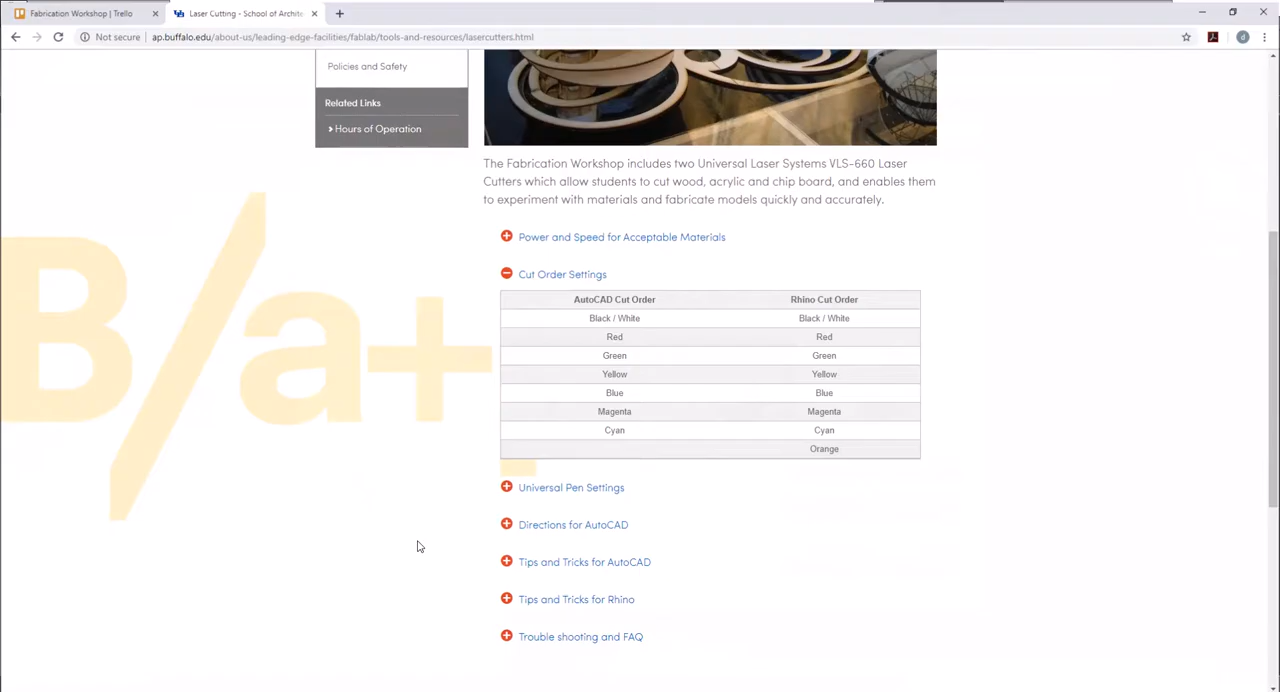 Fabrication Workshop | Trello
Laser Cutting - School of Archite
Not secure
ap.buffalo.edu/about-us/leading-edge-facilities/fablab/tools-and-resources/lasercutters.html
d
Policies and Safety
Related Links
Hours of Operation
The Fabrication Workshop includes two Universal Laser Systems VLS-660 Laser
Cutters which allow students to cut wood, acrylic and chip board, and enables them
to experiment with materials and fabricate models quickly and accurately.
Power and Speed for Acceptable Materials
Cut Order Settings
AutoCAD Cut Order Rhino Cut Order
Black / White Black / White
Red Red
Green Green
Yellow Yellow
Blue Blue
Magenta Magenta
Cyan Cyan
Orange
B/a+
Universal Pen Settings
Directions for AutoCAD
Tips and Tricks for AutoCAD
Tips and Tricks for Rhino
Trouble shooting and FAQ